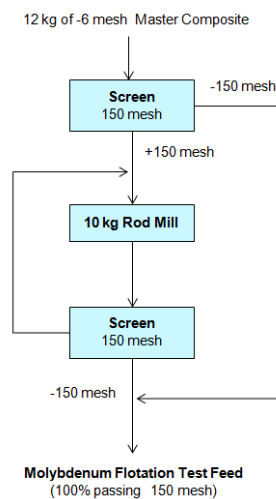 12 kg of -6 mesh Master Composite
Screen
150 mesh
-150 mesh
+150 mesh
10 kg Rod Mill
Screen
150 mesh
-150 mesh
Molybdenum Flotation Test Feed
(100% passing 150 mesh)